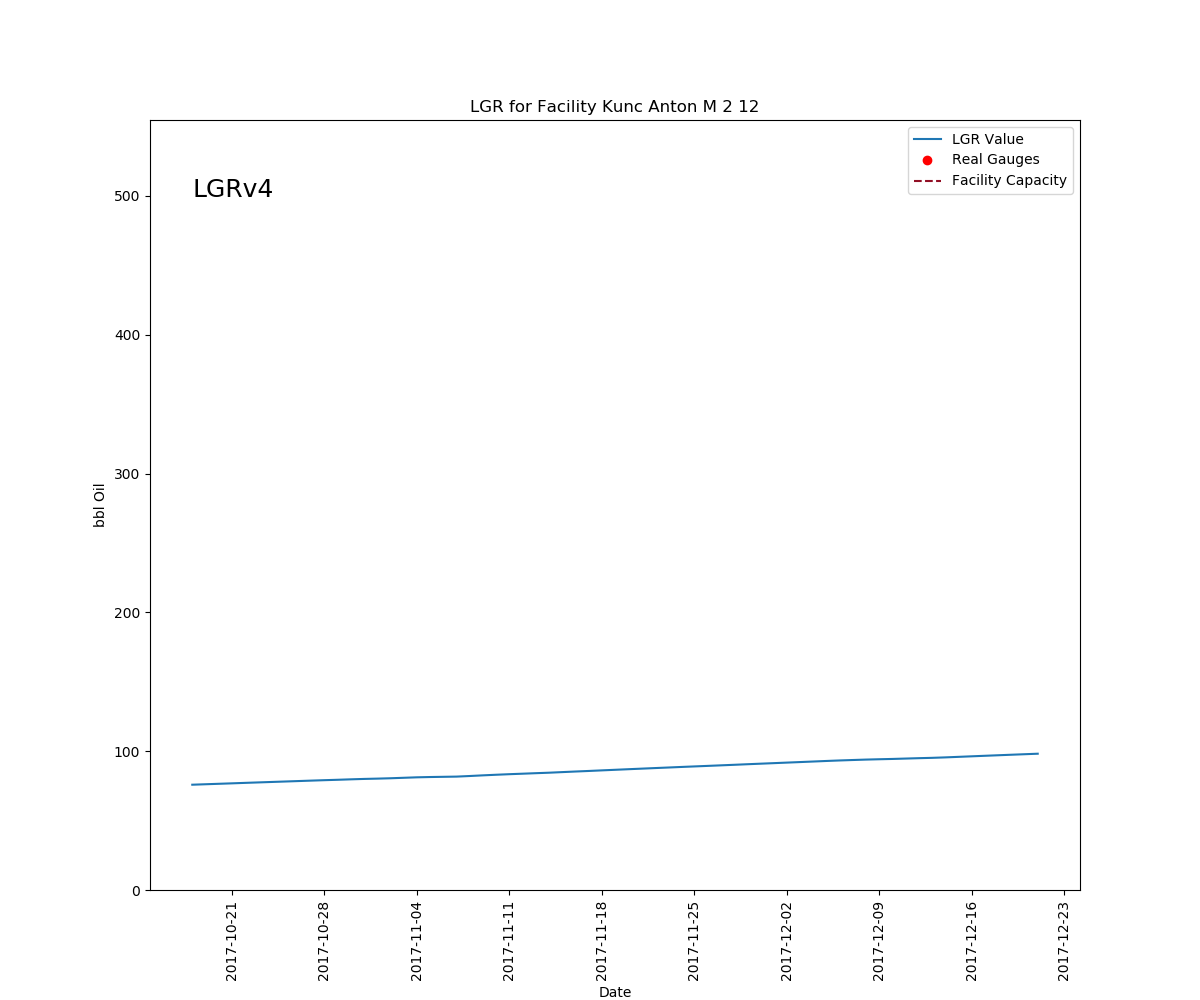 LGR for Facility Kunc Anton M 2 12
LGR Value
Real Gauges
Facility Capacity
LGRv4
500
400
300
200
100
0
bbl Oil
2017-10-21
2017-10-28
2017-11-04
2017-11-11
2017-11-18
2017-11-25
2017-12-02
2017-12-09
2017-12-16
2017-12-23
Date